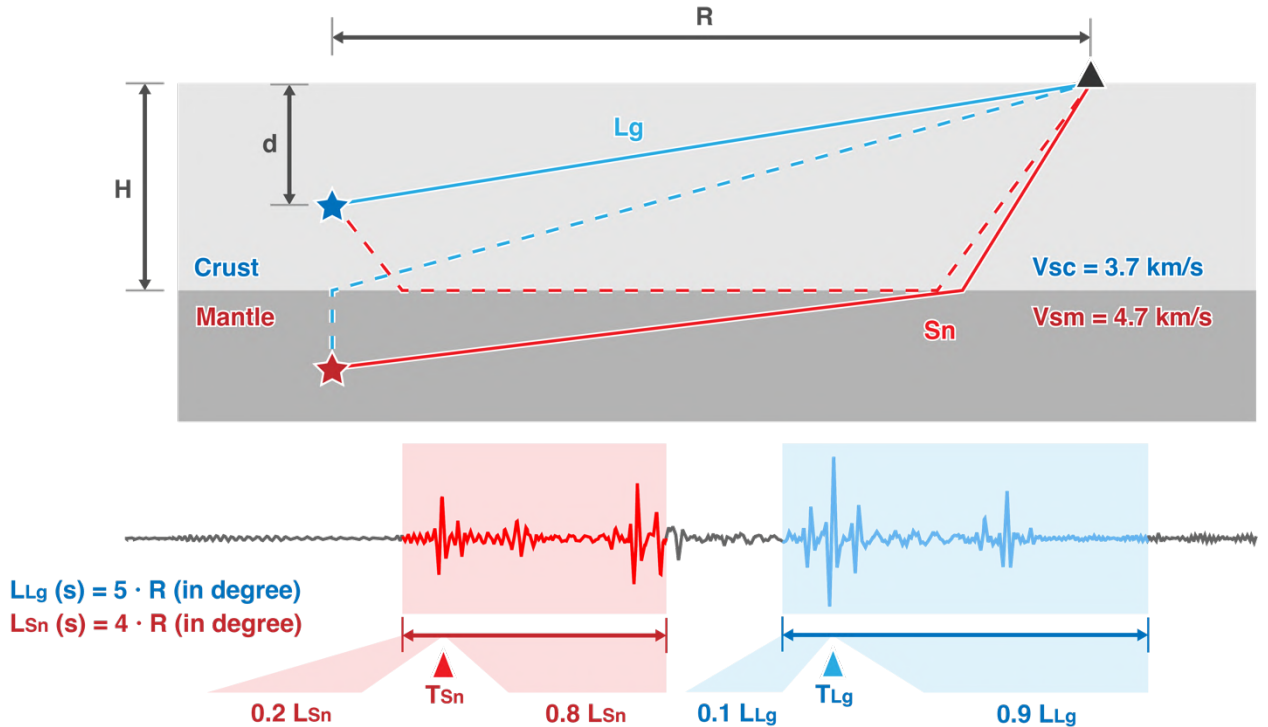 R
d
Lg
H
Crust
Vsc = 3.7 km/s
Mantle
Sn
Vsm = 4.7 km/s
LLg (s) = 5 · R (in degree)
LSn (s) = 4 · R (in degree)
TSn
TLg
0.2 LSn
0.8 LSn
0.1 LLg
0.9 LLg